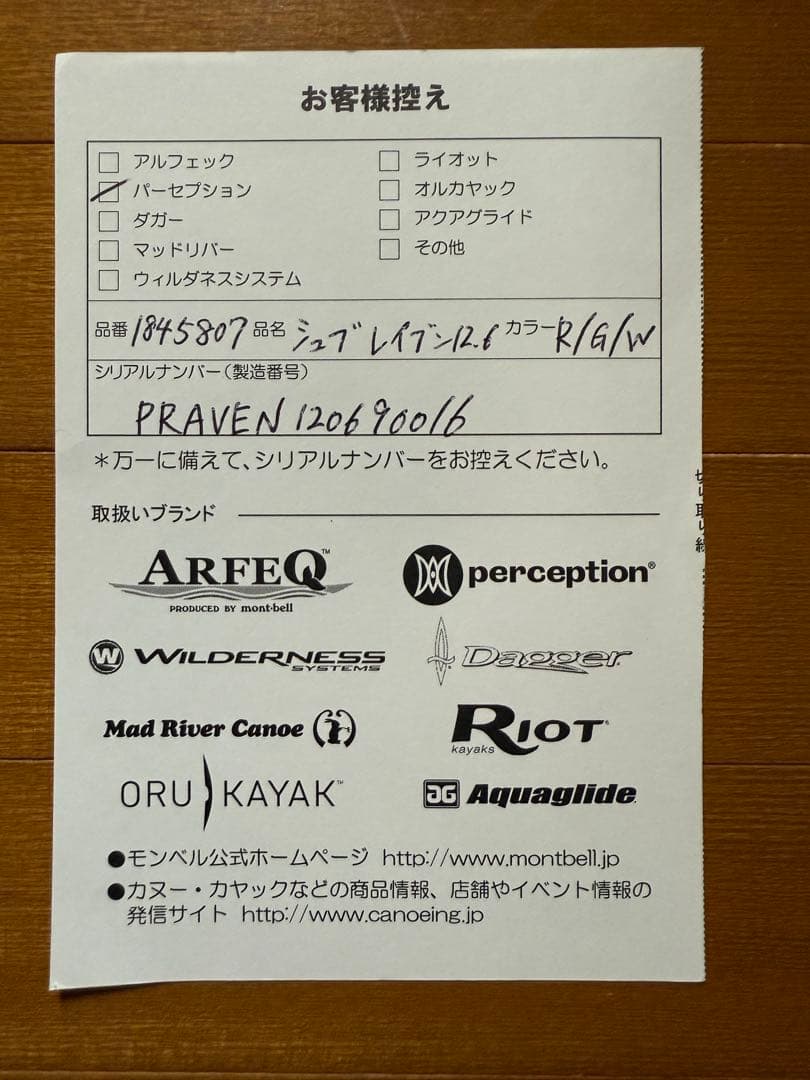 お客様控え
アルフェック ライオット
パーセプション オルカヤック
ダガー アクアグライド
マッドリバー その他
ウィルダネスシステム
品番 1845807 品名 シュブレイブン12.6 カラー R/G/W
シリアルナンバー(製造番号)
PRAVEN120690016
*万一に備えて、シリアルナンバーをお控えください。
取扱いブランド
ARFEQ™ perception®
PRODUCED BY mont-bell
W WILDERNESS Dagger
SYSTEMS
Mad River Canoe RIOT
kayaks
ORU KAYAK™ Aquaglide
●モンベル公式ホームページ http://www.montbell.jp
●カヌー・カヤックなどの商品情報、店舗やイベント情報の
発信サイト http://www.canoeing.jp